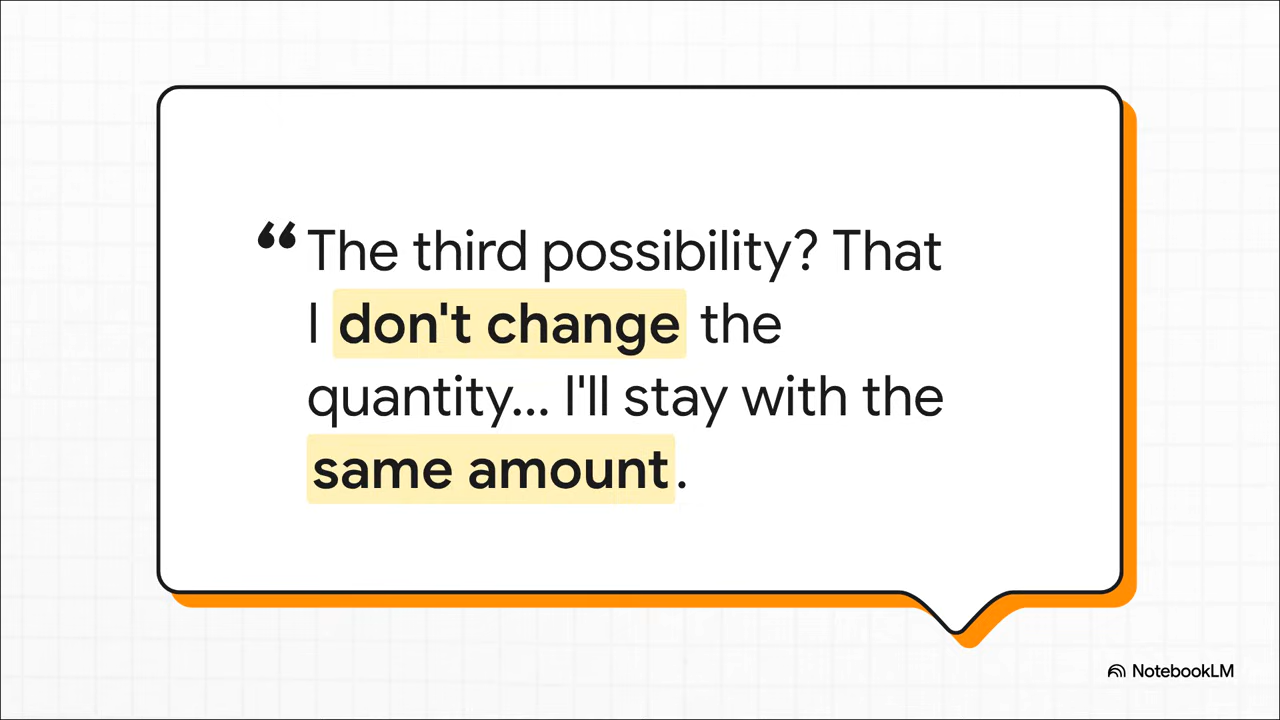 “The third possibility? That
I don't change the
quantity... I'll stay with the
same amount.
NotebookLM